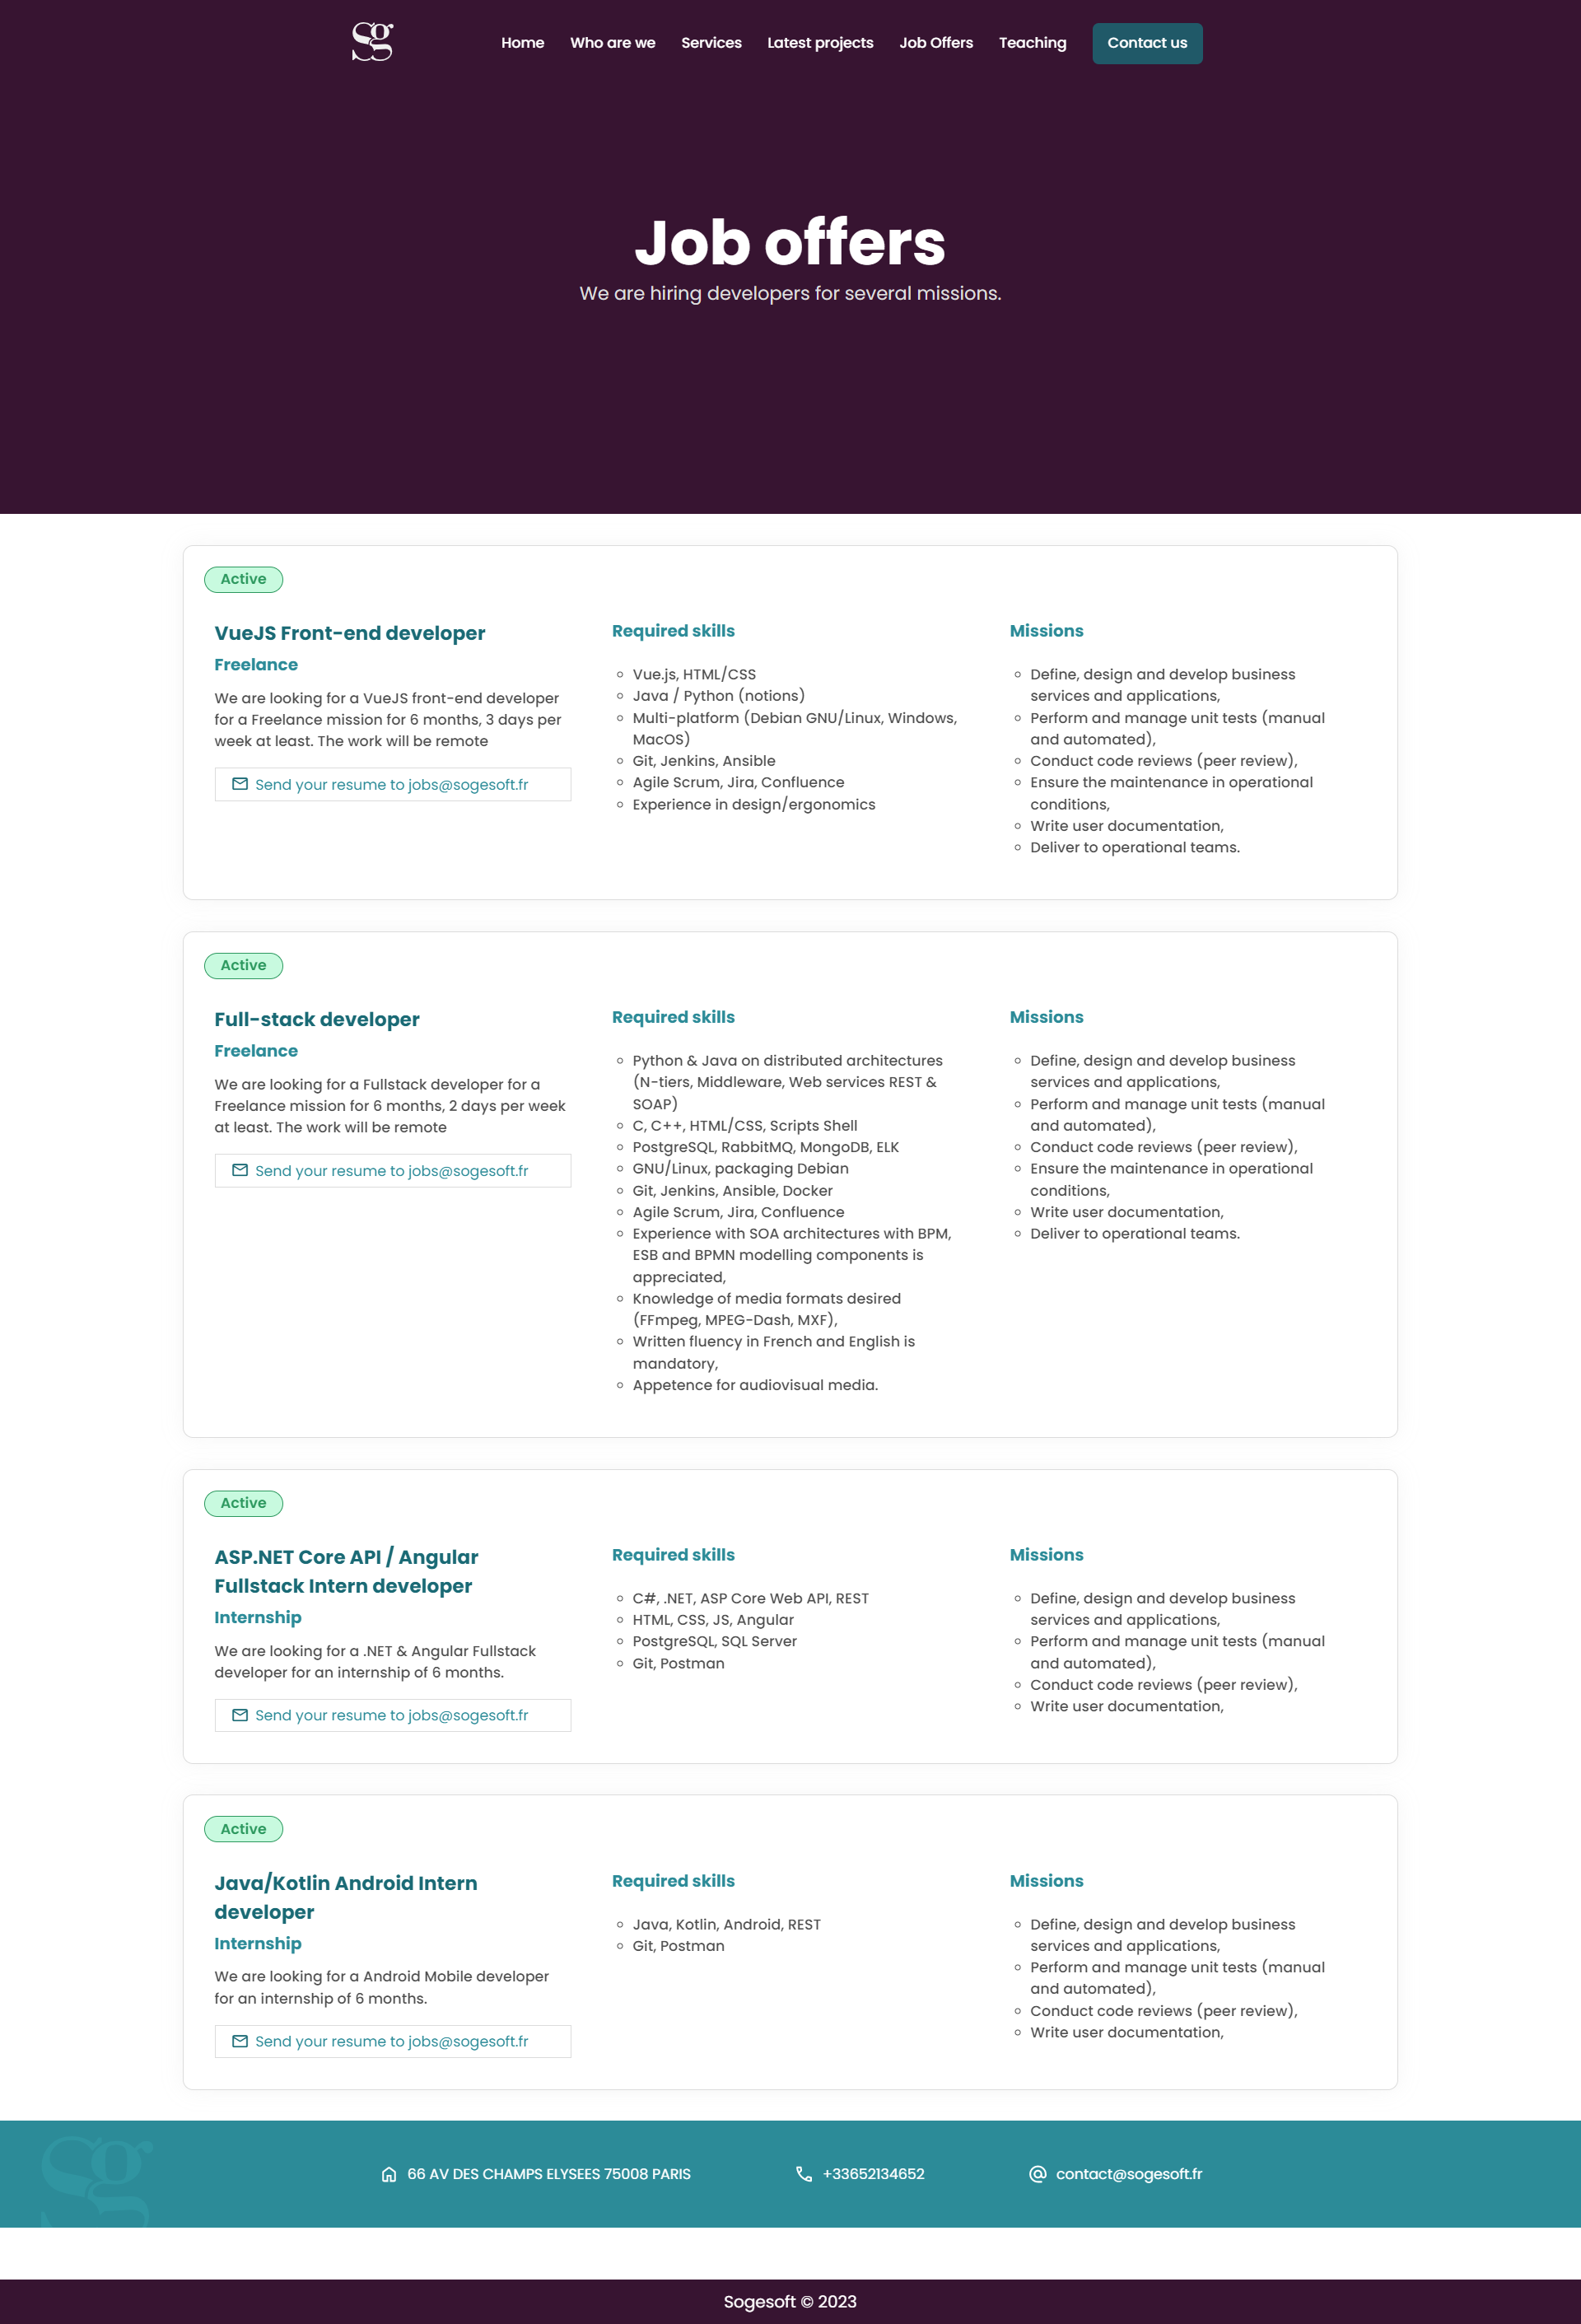 Sg
Home
Who are we
Services
Latest projects
Job Offers
Teaching
Contact us
Job offers
We are hiring developers for several missions.
Active
VueJS Front-end developer
Freelance
We are looking for a VueJS front-end developer
for a Freelance mission for 6 months, 3 days per
week at least. The work will be remote
Send your resume to jobs@sogesoft.fr
Required skills
Vue.js, HTML/CSS
Java / Python (notions)
Multi-platform (Debian GNU/Linux, Windows,
MacOS)
Git, Jenkins, Ansible
Agile Scrum, Jira, Confluence
Experience in design/ergonomics
Missions
Define, design and develop business
services and applications,
Perform and manage unit tests (manual
and automated),
Conduct code reviews (peer review),
Ensure the maintenance in operational
conditions,
Write user documentation,
Deliver to operational teams.
Active
Full-stack developer
Freelance
We are looking for a Fullstack developer for a
Freelance mission for 6 months, 2 days per week
at least. The work will be remote
Send your resume to jobs@sogesoft.fr
Required skills
Python & Java on distributed architectures
(N-tiers, Middleware, Web services REST &
SOAP)
C, C++, HTML/CSS, Scripts Shell
PostgreSQL, RabbitMQ, MongoDB, ELK
GNU/Linux, packaging Debian
Git, Jenkins, Ansible, Docker
Agile Scrum, Jira, Confluence
Experience with SOA architectures with BPM,
ESB and BPMN modelling components is
appreciated,
Knowledge of media formats desired
(FFmpeg, MPEG-Dash, MXF),
Written fluency in French and English is
mandatory,
Appetence for audiovisual media.
Missions
Define, design and develop business
services and applications,
Perform and manage unit tests (manual
and automated),
Conduct code reviews (peer review),
Ensure the maintenance in operational
conditions,
Write user documentation,
Deliver to operational teams.
Active
ASP.NET Core API / Angular
Fullstack Intern developer
Internship
We are looking for a .NET & Angular Fullstack
developer for an internship of 6 months.
Send your resume to jobs@sogesoft.fr
Required skills
C#, .NET, ASP Core Web API, REST
HTML, CSS, JS, Angular
PostgreSQL, SQL Server
Git, Postman
Missions
Define, design and develop business
services and applications,
Perform and manage unit tests (manual
and automated),
Conduct code reviews (peer review),
Write user documentation,
Active
Java/Kotlin Android Intern
developer
Internship
We are looking for a Android Mobile developer
for an internship of 6 months.
Send your resume to jobs@sogesoft.fr
Required skills
Java, Kotlin, Android, REST
Git, Postman
Missions
Define, design and develop business
services and applications,
Perform and manage unit tests (manual
and automated),
Conduct code reviews (peer review),
Write user documentation,
Sg
66 AV DES CHAMPS ELYSEES 75008 PARIS
+33652134652
contact@sogesoft.fr
Sogesoft © 2023